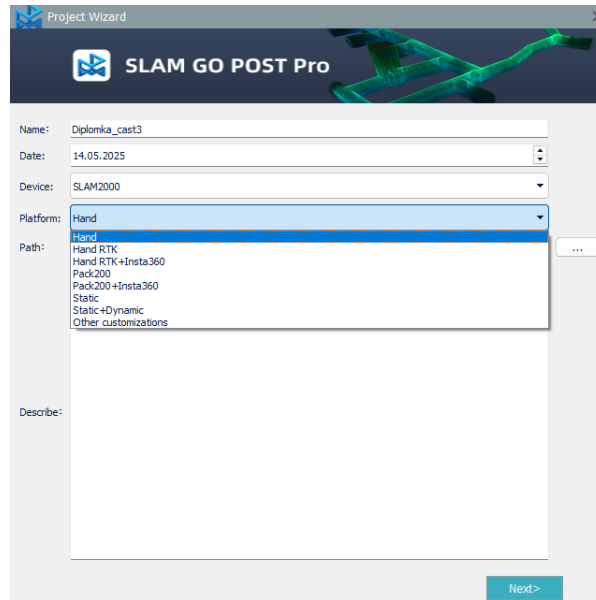 Project Wizard
SLAM GO POST Pro
Name:
Diplomka_cast3
Date:
14.05.2025
Device:
SLAM2000
Platform:
Hand
Hand
Path:
Hand RTK
...
Hand RTK+Insta360
Pack200
Pack200+Insta360
Static
Static+Dynamic
Other customizations
Describe:
Next>